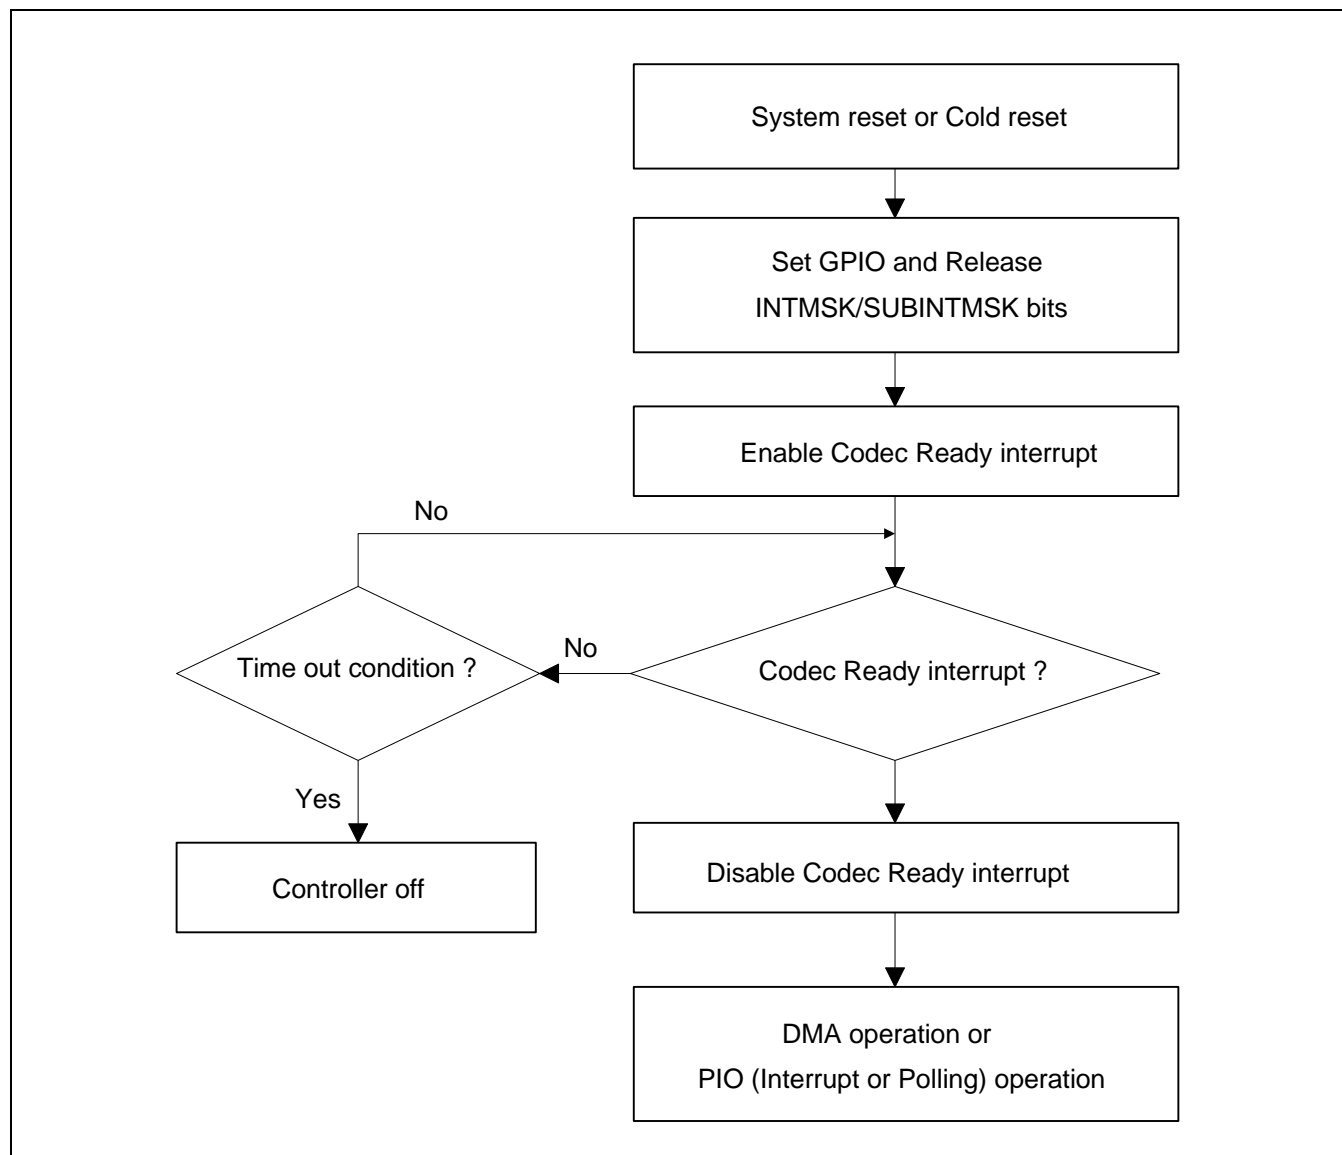 System reset or Cold reset
Set GPIO and Release
INTMSK/SUBINTMSK bits
Enable Codec Ready interrupt
No
Time out condition ?
No
Codec Ready interrupt ?
Yes
Controller off
Disable Codec Ready interrupt
DMA operation or
PIO (Interrupt or Polling) operation